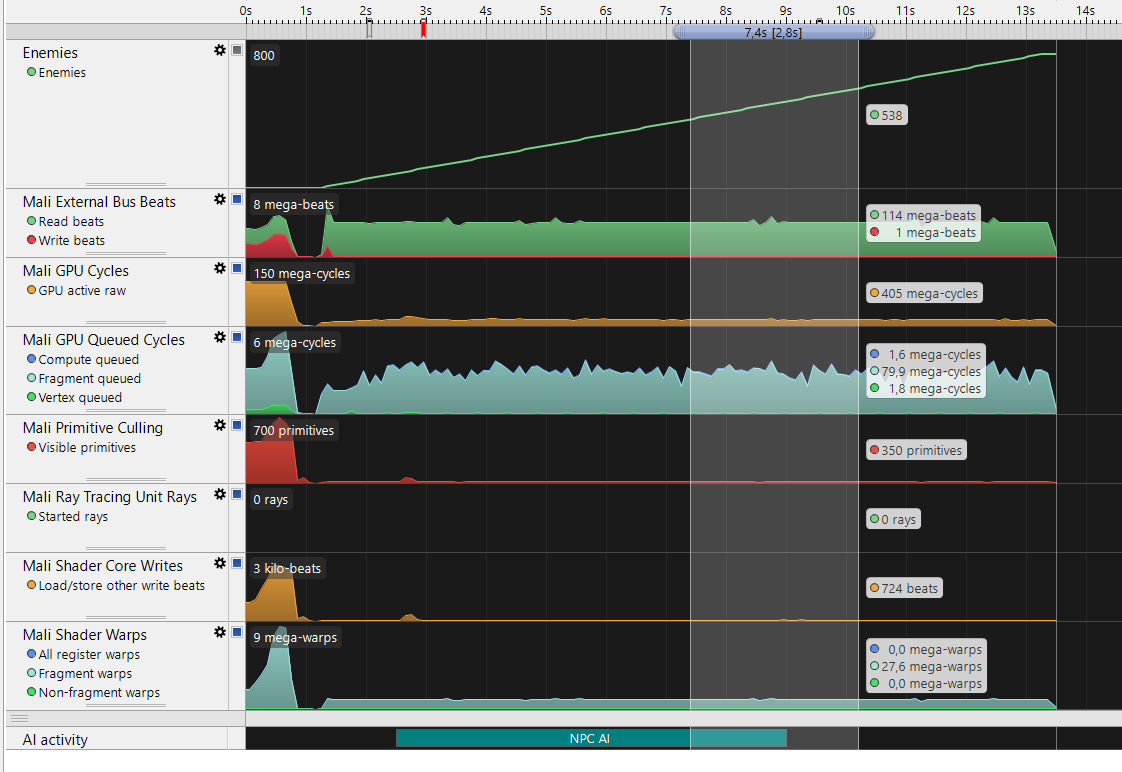 0s 1s 2s 3s 4s 5s 6s 7s 8s 9s 10s 11s 12s 13s 14s
7,4s [2,8s]
Enemies
Enemies
800
538
Mali External Bus Beats
Read beats
Write beats
8 mega-beats
114 mega-beats
1 mega-beats
Mali GPU Cycles
GPU active raw
150 mega-cycles
405 mega-cycles
Mali GPU Queued Cycles
Compute queued
Fragment queued
Vertex queued
6 mega-cycles
1,6 mega-cycles
79,9 mega-cycles
1,8 mega-cycles
Mali Primitive Culling
Visible primitives
700 primitives
350 primitives
Mali Ray Tracing Unit Rays
Started rays
0 rays
0 rays
Mali Shader Core Writes
Load/store other write beats
3 kilo-beats
724 beats
Mali Shader Warps
All register warps
Fragment warps
Non-fragment warps
9 mega-warps
0,0 mega-warps
27,6 mega-warps
0,0 mega-warps
AI activity
NPC AI